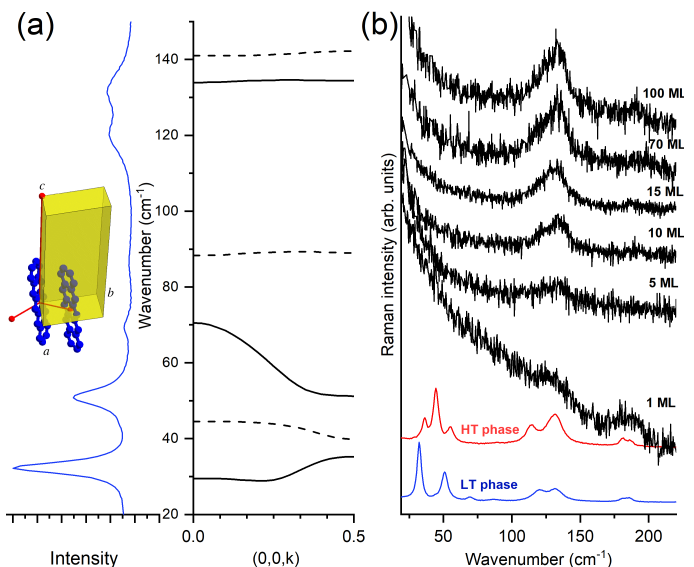 (a)
(b)
140
120
100
80
60
40
20
Wavenumber (cm⁻¹)
c
b
a
Intensity
0.0
0.5
(0,0,k)
Raman intensity (arb. units)
100 ML
70 ML
15 ML
10 ML
5 ML
1 ML
HT phase
LT phase
50
100
150
200
Wavenumber (cm⁻¹)